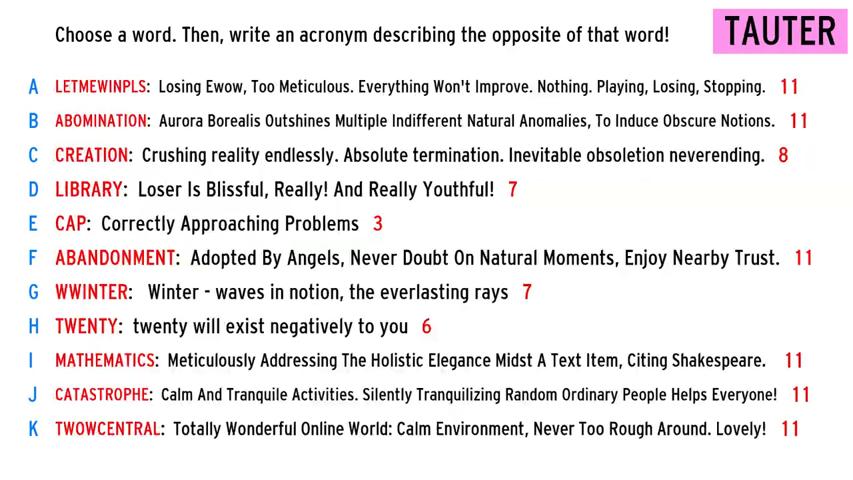 Choose a word. Then, write an acronym describing the opposite of that word!
TAUTER
A LETMEWINPLS: Losing Ewow, Too Meticulous. Everything Won't Improve. Nothing. Playing, Losing, Stopping. 11
B ABOMINATION: Aurora Borealis Outshines Multiple Indifferent Natural Anomalies, To Induce Obscure Notions. 11
C CREATION: Crushing reality endlessly. Absolute termination. Inevitable obsoletion neverending. 8
D LIBRARY: Loser Is Blissful, Really! And Really Youthful! 7
E CAP: Correctly Approaching Problems 3
F ABANDONMENT: Adopted By Angels, Never Doubt On Natural Moments, Enjoy Nearby Trust. 11
G WWINTER: Winter - waves in notion, the everlasting rays 7
H TWENTY: twenty will exist negatively to you 6
I MATHEMATICS: Meticulously Addressing The Holistic Elegance Midst A Text Item, Citing Shakespeare. 11
J CATASTROPHE: Calm And Tranquile Activities. Silently Tranquilizing Random Ordinary People Helps Everyone! 11
K TWOWCENTRAL: Totally Wonderful Online World: Calm Environment, Never Too Rough Around. Lovely! 11